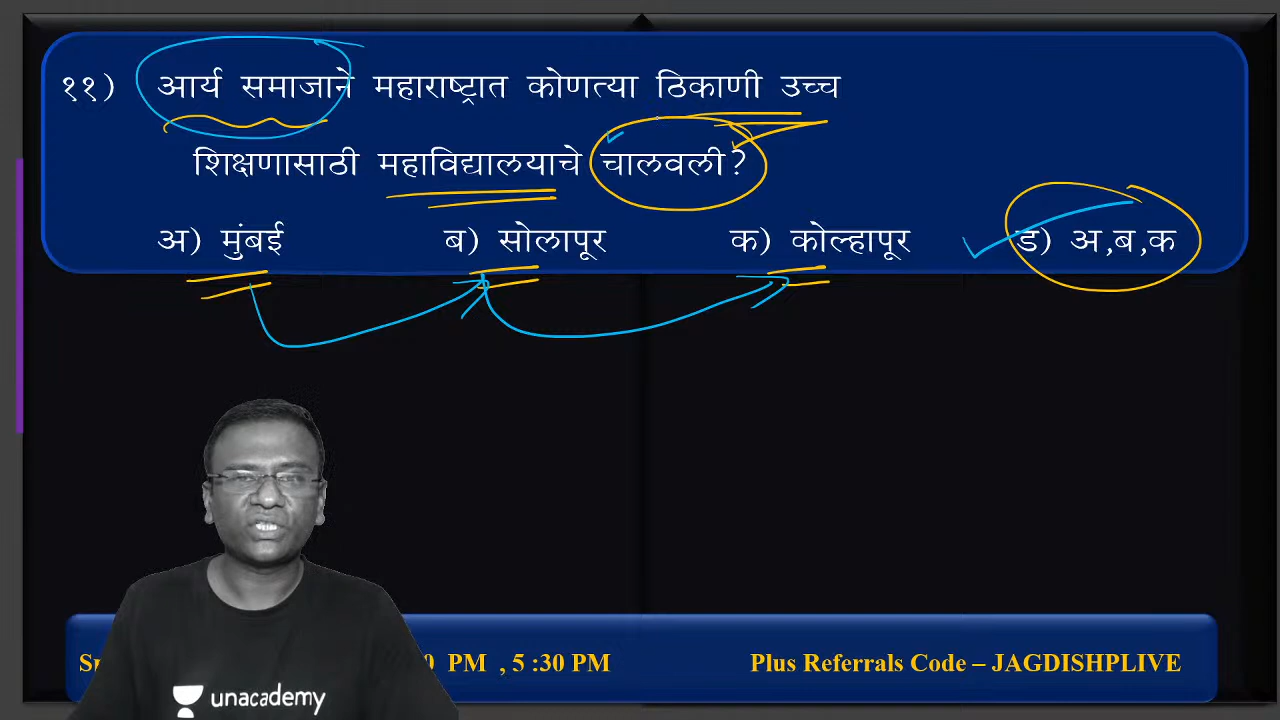 ११) आर्य समाजाने महाराष्ट्रात कोणत्या ठिकाणी उच्च
शिक्षणासाठी महाविद्यालयाचे चालवली?
अ) मुंबई ब) सोलापूर क) कोल्हापूर ड) अ,ब,क
PM , 5 :30 PM Plus Referrals Code – JAGDISHPLIVE
unacademy